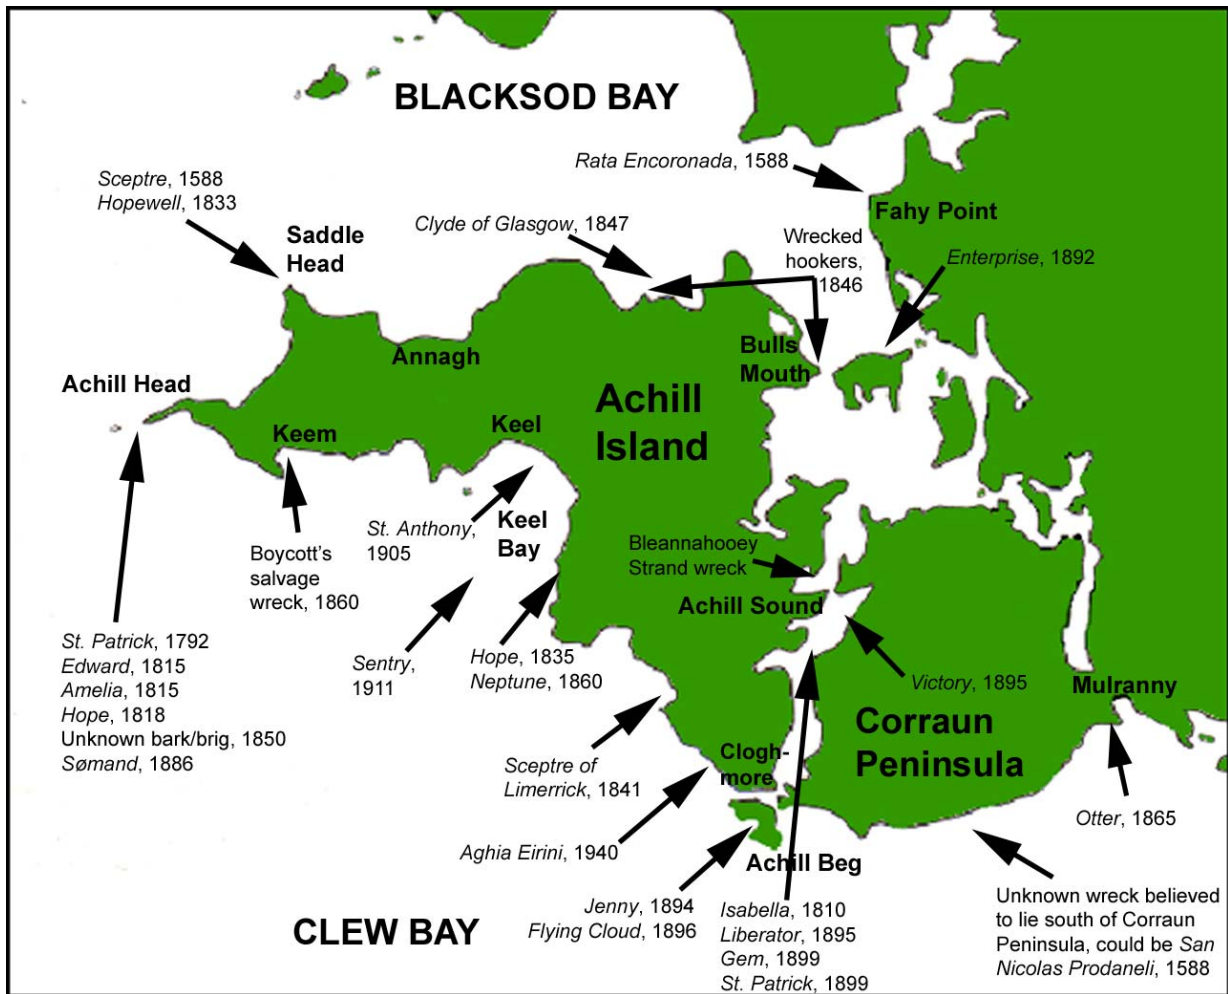 BLACKSOD BAY
Rata Encoronada, 1588
Sceptre, 1588
Hopewell, 1833
Fahy Point
Clyde of Glasgow, 1847
Saddle
Head
Wrecked
hookers,
1846
Enterprise, 1892
Annagh
Bulls
Mouth
Achill Head
Achill
Island
Keem
Keel
St. Anthony,
1905
Keel
Bay
Boycott's
salvage
wreck, 1860
Bleannahooey
Strand wreck
Achill Sound
St. Patrick, 1792
Edward, 1815
Amelia, 1815
Hope, 1818
Unknown bark/brig, 1850
Sømand, 1886
Sentry,
1911
Hope, 1835
Neptune, 1860
Victory, 1895
Mulranny
Corraun
Peninsula
Sceptre of
Limerrick, 1841
Clogh-
more
Otter, 1865
Aghia Eirini, 1940
Achill Beg
Jenny, 1894
Flying Cloud, 1896
Isabella, 1810
Liberator, 1895
Gem, 1899
St. Patrick, 1899
Unknown wreck believed
to lie south of Corraun
Peninsula, could be San
Nicolas Prodaneli, 1588
CLEW BAY